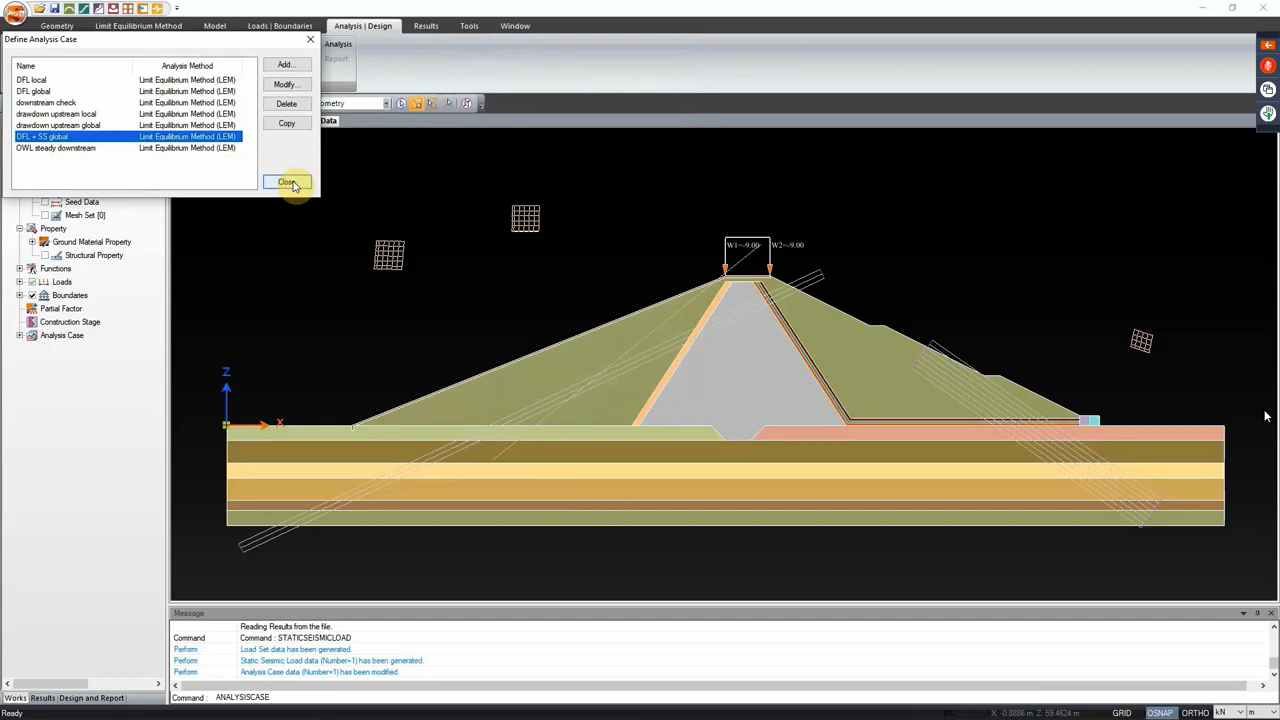 Geometry
Limit Equilibrium Method
Model
Loads | Boundaries
Analysis | Design
Results
Tools
Window
Define Analysis Case
Analysis
Report
Name
Analysis Method
Add...
DFL local
Limit Equilibrium Method (LEM)
DFL global
Limit Equilibrium Method (LEM)
Modify...
downstream check
Limit Equilibrium Method (LEM)
Delete
ometry
drawdown upstream local
Limit Equilibrium Method (LEM)
drawdown upstream global
Limit Equilibrium Method (LEM)
Copy
Data
DFL + SS global
Limit Equilibrium Method (LEM)
OWL steady downstream
Limit Equilibrium Method (LEM)
Close
Seed Data
Mesh Set [0]
Property
Ground Material Property
Structural Property
Functions
Loads
Boundaries
Partial Factor
Construction Stage
Analysis Case
W1=-9.00
W2=-9.00
Z
X
Message
Reading Results from the file.
Command
Command : STATICSEISMICLOAD
Perform
Load Set data has been generated.
Perform
Static Seismic Load data (Number=1) has been generated.
Perform
Analysis Case data (Number=1) has been modified.
Works
Results
Design and Report
Command :
ANALYSISCASE
Ready
X: -0.8886 m Z: 59.4624 m
GRID
OSNAP
ORTHO
kN
m